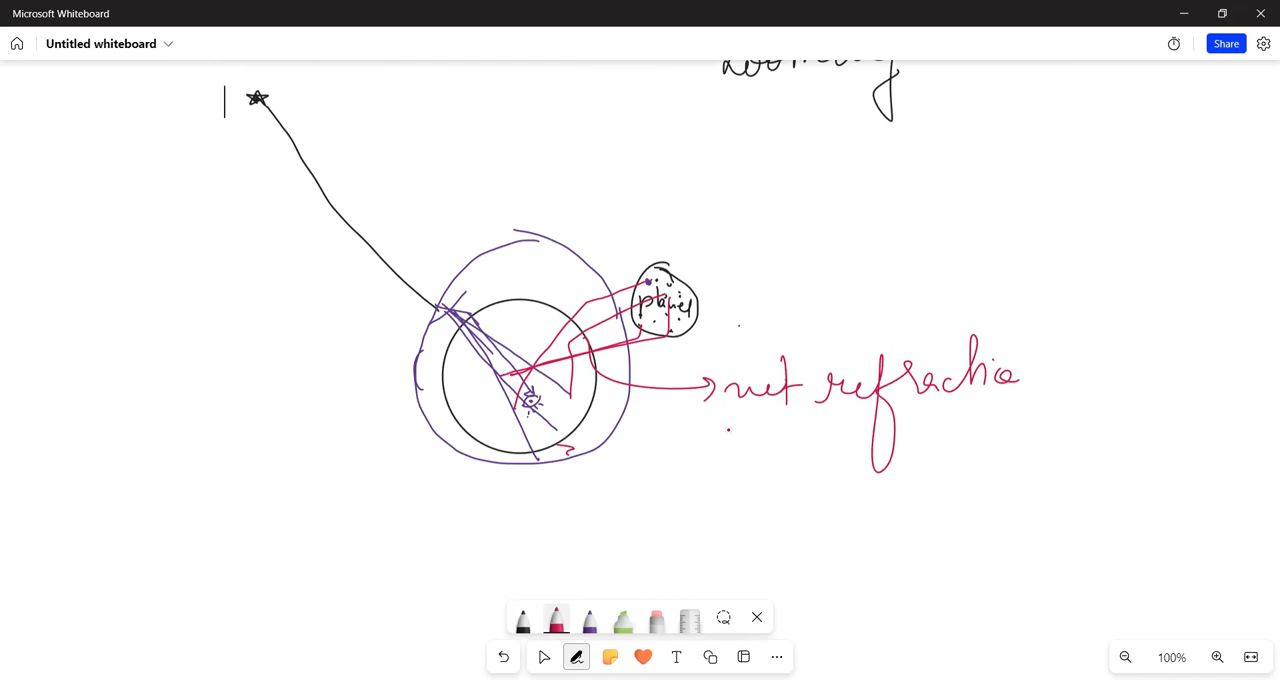 Microsoft Whiteboard
Untitled whiteboard
Share
planet
net refraction
T
100%